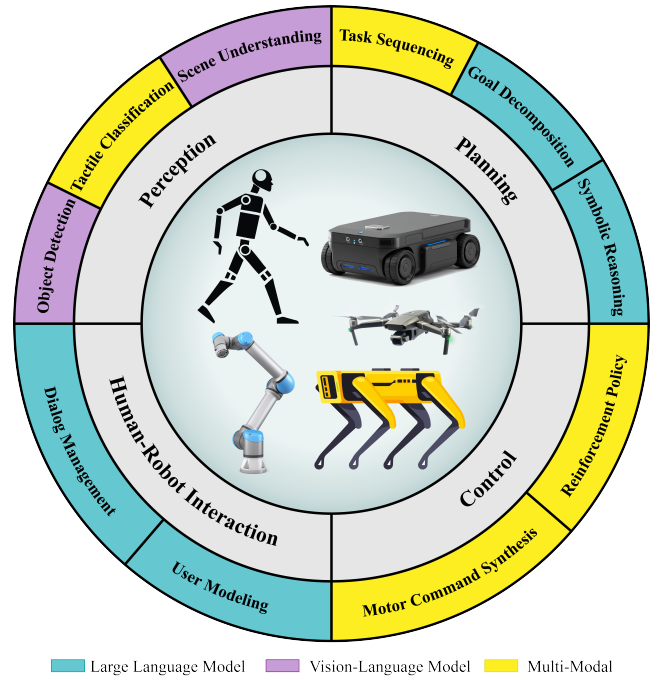 Scene Understanding
Task Sequencing
Goal Decomposition
Tactile Classification
Perception
Planning
Symbolic Reasoning
Object Detection
Dialog Management
Human-Robot Interaction
Control
Reinforcement Policy
User Modeling
Motor Command Synthesis
Large Language Model
Vision-Language Model
Multi-Modal